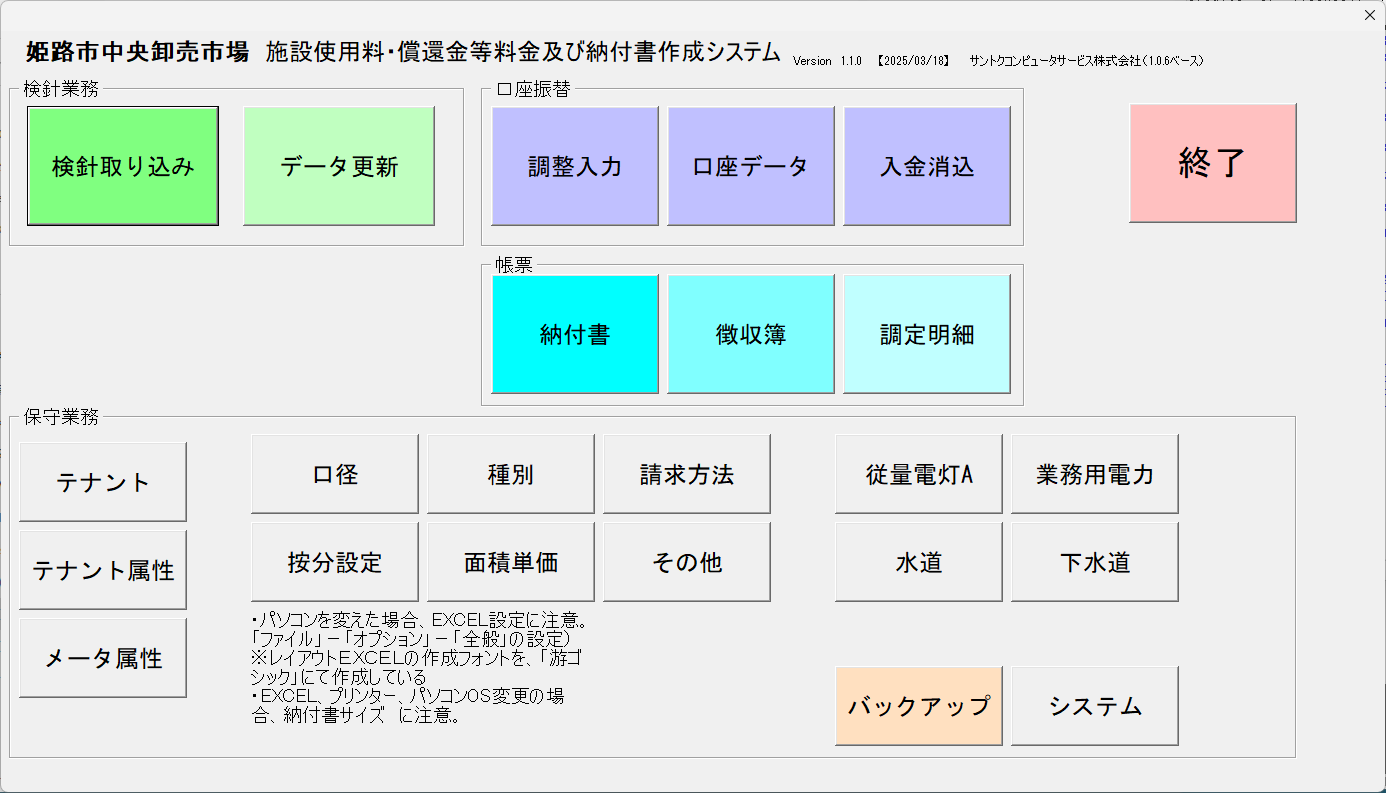 姫路市中央卸売市場 施設使用料・償還金等料金及び納付書作成システム Version 1.1.0 【2025/03/18】 サントクコンピュータサービス株式会社(1.0.6ベース)
検針業務
検針取り込み
データ更新
口座振替
調整入力
口座データ
入金消込
終了
帳票
納付書
徴収簿
調定明細
保守業務
テナント
テナント属性
メータ属性
口径
種別
請求方法
従量電灯A
業務用電力
按分設定
面積単価
その他
水道
下水道
・パソコンを変えた場合、EXCEL設定に注意。
「ファイル」－「オプション」－「全般」の設定)
※レイアウトEXCELの作成フォントを、「游ゴ
シック」にて作成している
・EXCEL、プリンター、パソコンOS変更の場
合、納付書サイズ に注意。
バックアップ
システム